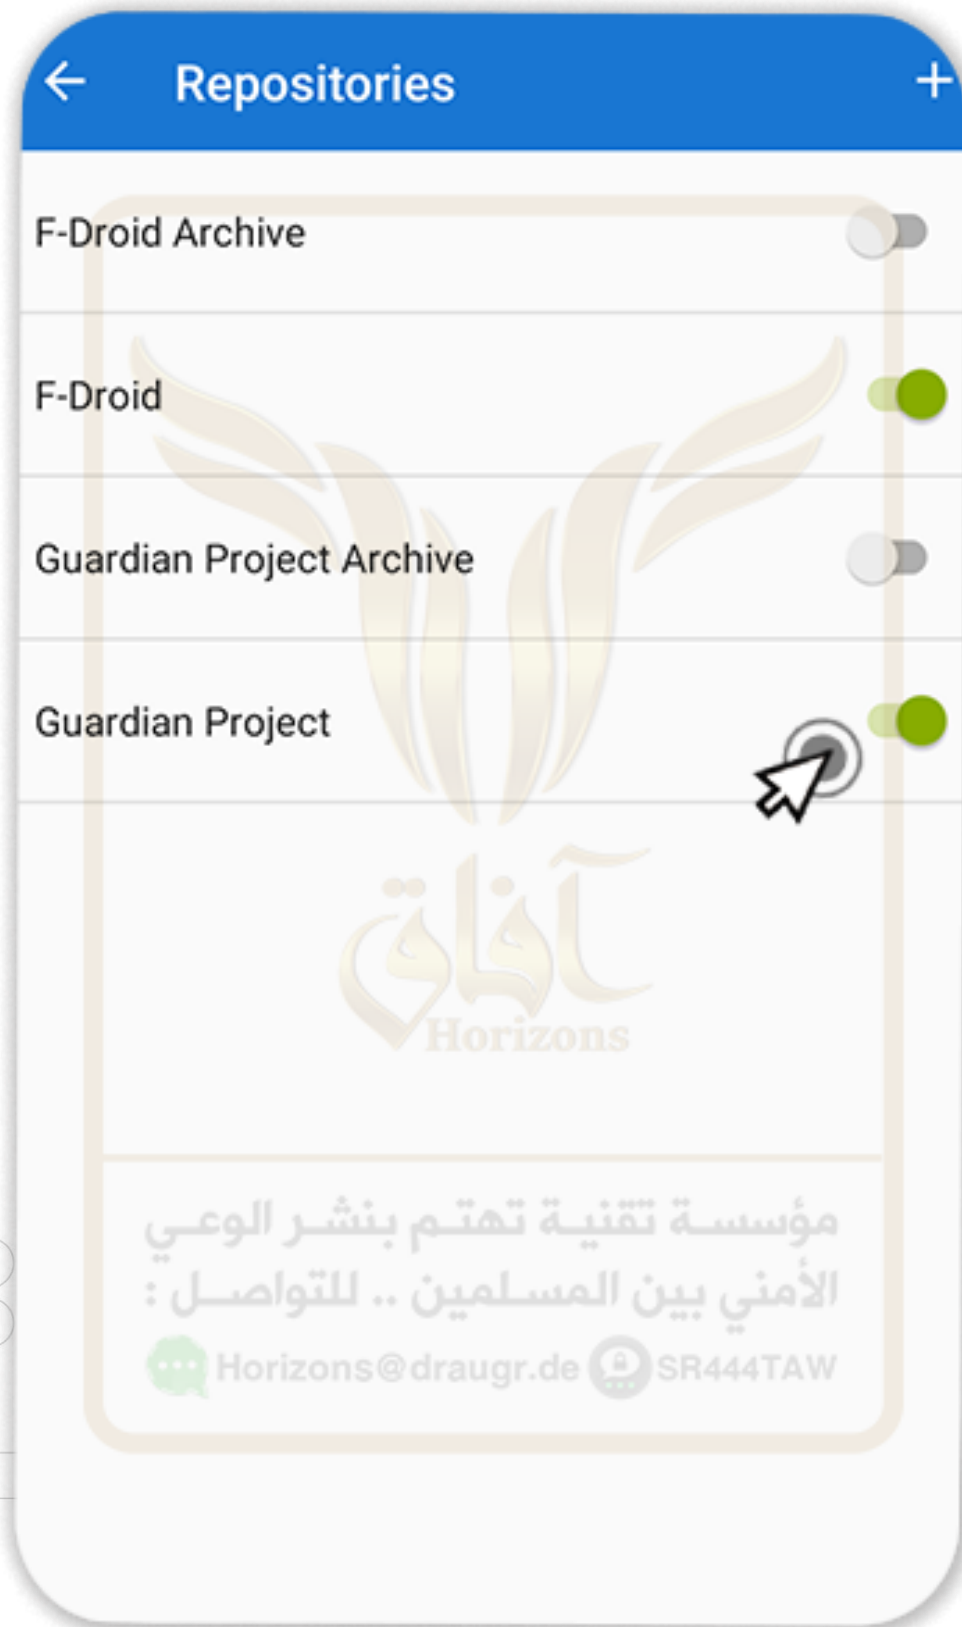 Repositories
F-Droid Archive
F-Droid
Guardian Project Archive
Guardian Project
آفاق
Horizons
مؤسسة تقنية تهتم بنشر الوعي
الأمني بين المسلمين .. للتواصل :
Horizons@draugr.de SR444TAW